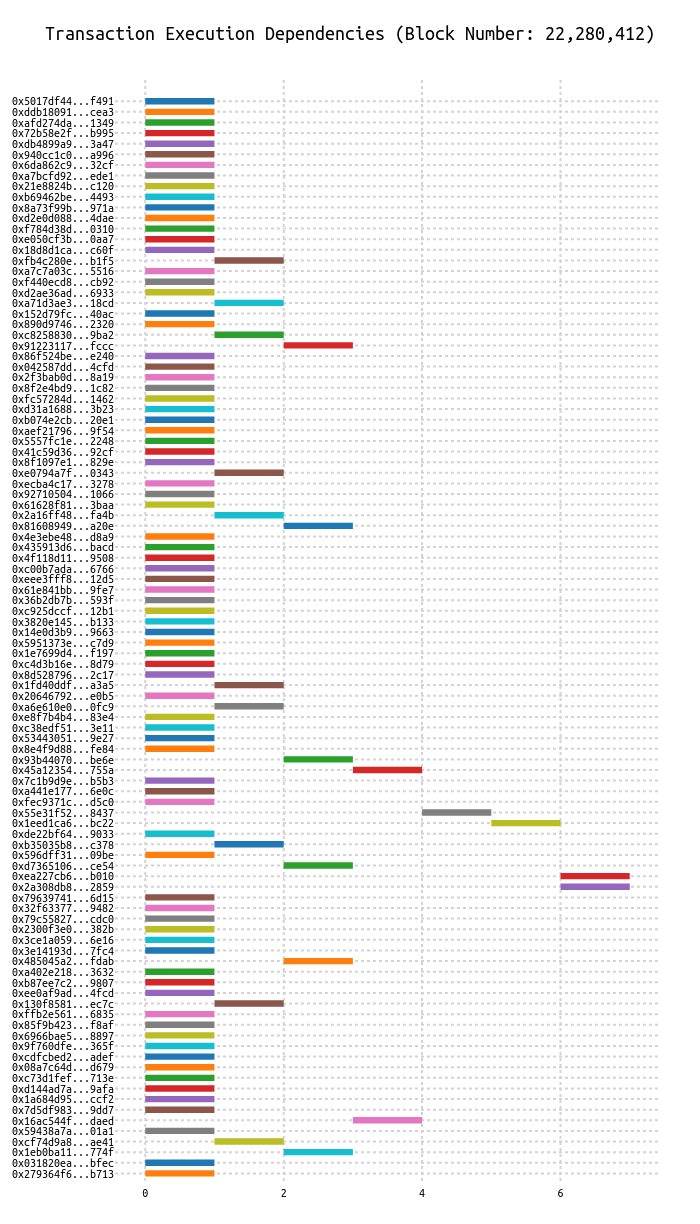 Transaction Execution Dependencies (Block Number: 22,280,412)
0x5017df44...f491
0xddb18091...cea3
0xafd274da...1349
0x72b58e2f...b995
0xdb4899a9...3a47
0x940cc1c0...a996
0x6da862c9...32cf
0xa7bcfd92...ede1
0x21e8824b...c120
0xb69462be...4493
0x8a73f99b...971a
0xd2e0d088...4dae
0xf784d38d...0310
0xe050cf3b...0aa7
0x18d8d1ca...c60f
0xfb4c280e...b1f5
0xa7c7a03c...5516
0xf440ecd8...cb92
0xd2ae36ad...6933
0xa71d3ae3...18cd
0x152d79fc...40ac
0x890d9746...2320
0xc8258830...9ba2
0x91223117...fccc
0x86f524be...e240
0x042587dd...4cfd
0x2f3bab0d...8a19
0x8f2e4bd9...1c82
0xfc57284d...1462
0xd31a1688...3b23
0xb074e2cb...20e1
0xaef21796...9f54
0x5557fc1e...2248
0x41c59d36...92cf
0x8f1097e1...829e
0xe0794a7f...0343
0xecba4c17...3278
0x92710504...1066
0x61628f81...3baa
0x2a16ff48...fa4b
0x81608949...a20e
0x4e3ebe48...d8a9
0x435913d6...bacd
0x4f118d11...9508
0xc00b7ada...6766
0xeee3fff8...12d5
0x61e841bb...9fe7
0x36b2db7b...593f
0xc925dccf...12b1
0x3820e145...b133
0x14e0d3b9...9663
0x5951373e...c7d9
0x1e7699d4...f197
0xc4d3b16e...8d79
0x8d528796...2c17
0x1fd40ddf...a3a5
0x20646792...e0b5
0xa6e610e0...0fc9
0xe8f7b4b4...83e4
0xc38edf51...3e11
0x53443051...9e27
0x8e4f9d88...fe84
0x93b44070...be6e
0x45a12354...755a
0x7c1b9d9e...b5b3
0xa441e177...6e0c
0xfec9371c...d5c0
0x55e31f52...8437
0x1eed1ca6...bc22
0xde22bf64...9033
0xb35035b8...c378
0x596dff31...09be
0xd7365106...ce54
0xea227cb6...b010
0x2a308db8...2859
0x79639741...6d15
0x32f63377...9482
0x79c55827...cdc0
0x2300f3e0...382b
0x3ce1a059...6e16
0x3e14193d...7fc4
0x485045a2...fdab
0xa402e218...3632
0xb87ee7c2...9807
0xee0af9ad...4fcd
0x130f8581...ec7c
0xffb2e561...6835
0x85f9b423...f8af
0x6966bae5...8897
0x9f760dfe...365f
0xcdfcbed2...adef
0x08a7c64d...d679
0xc73d1fef...713e
0xd144ad7a...9afa
0x1a684d95...ccf2
0x7d5df983...9dd7
0x16ac544f...daed
0x59438a7a...01a1
0xcf74d9a8...ae41
0x1eb0ba11...774f
0x031820ea...bfec
0x279364f6...b713
0 2 4 6